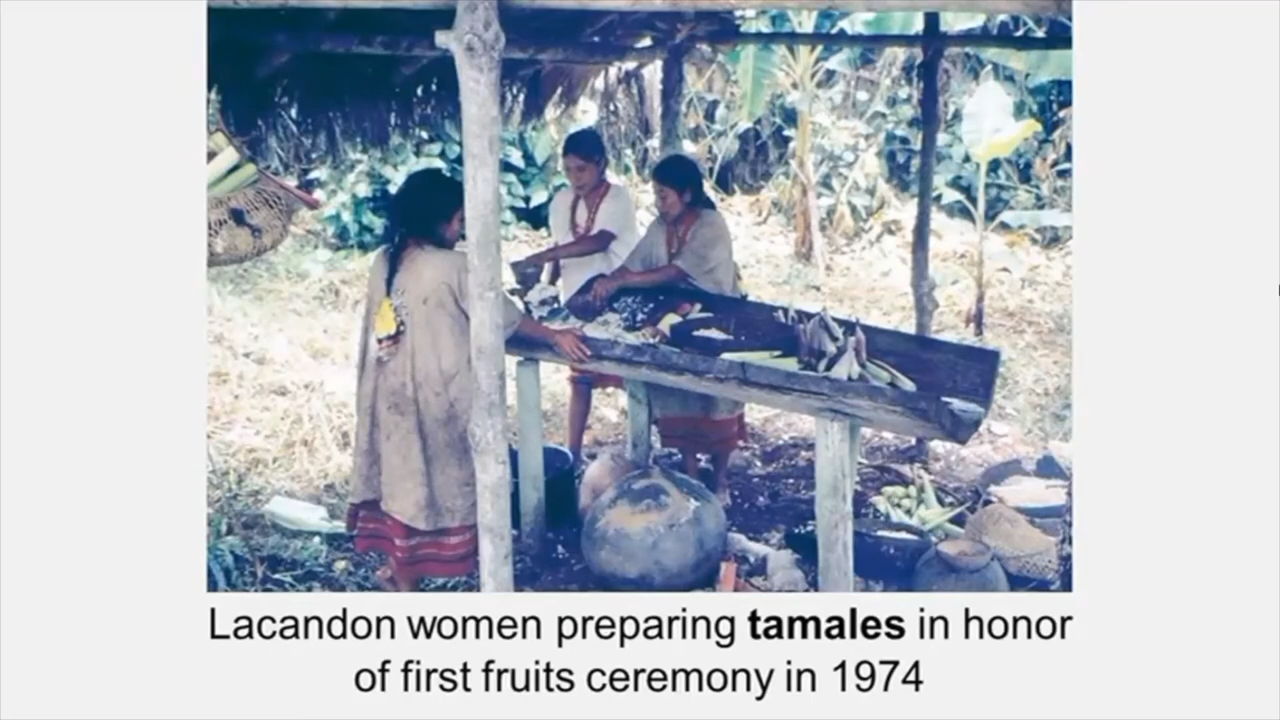 Lacandon women preparing tamales in honor
of first fruits ceremony in 1974